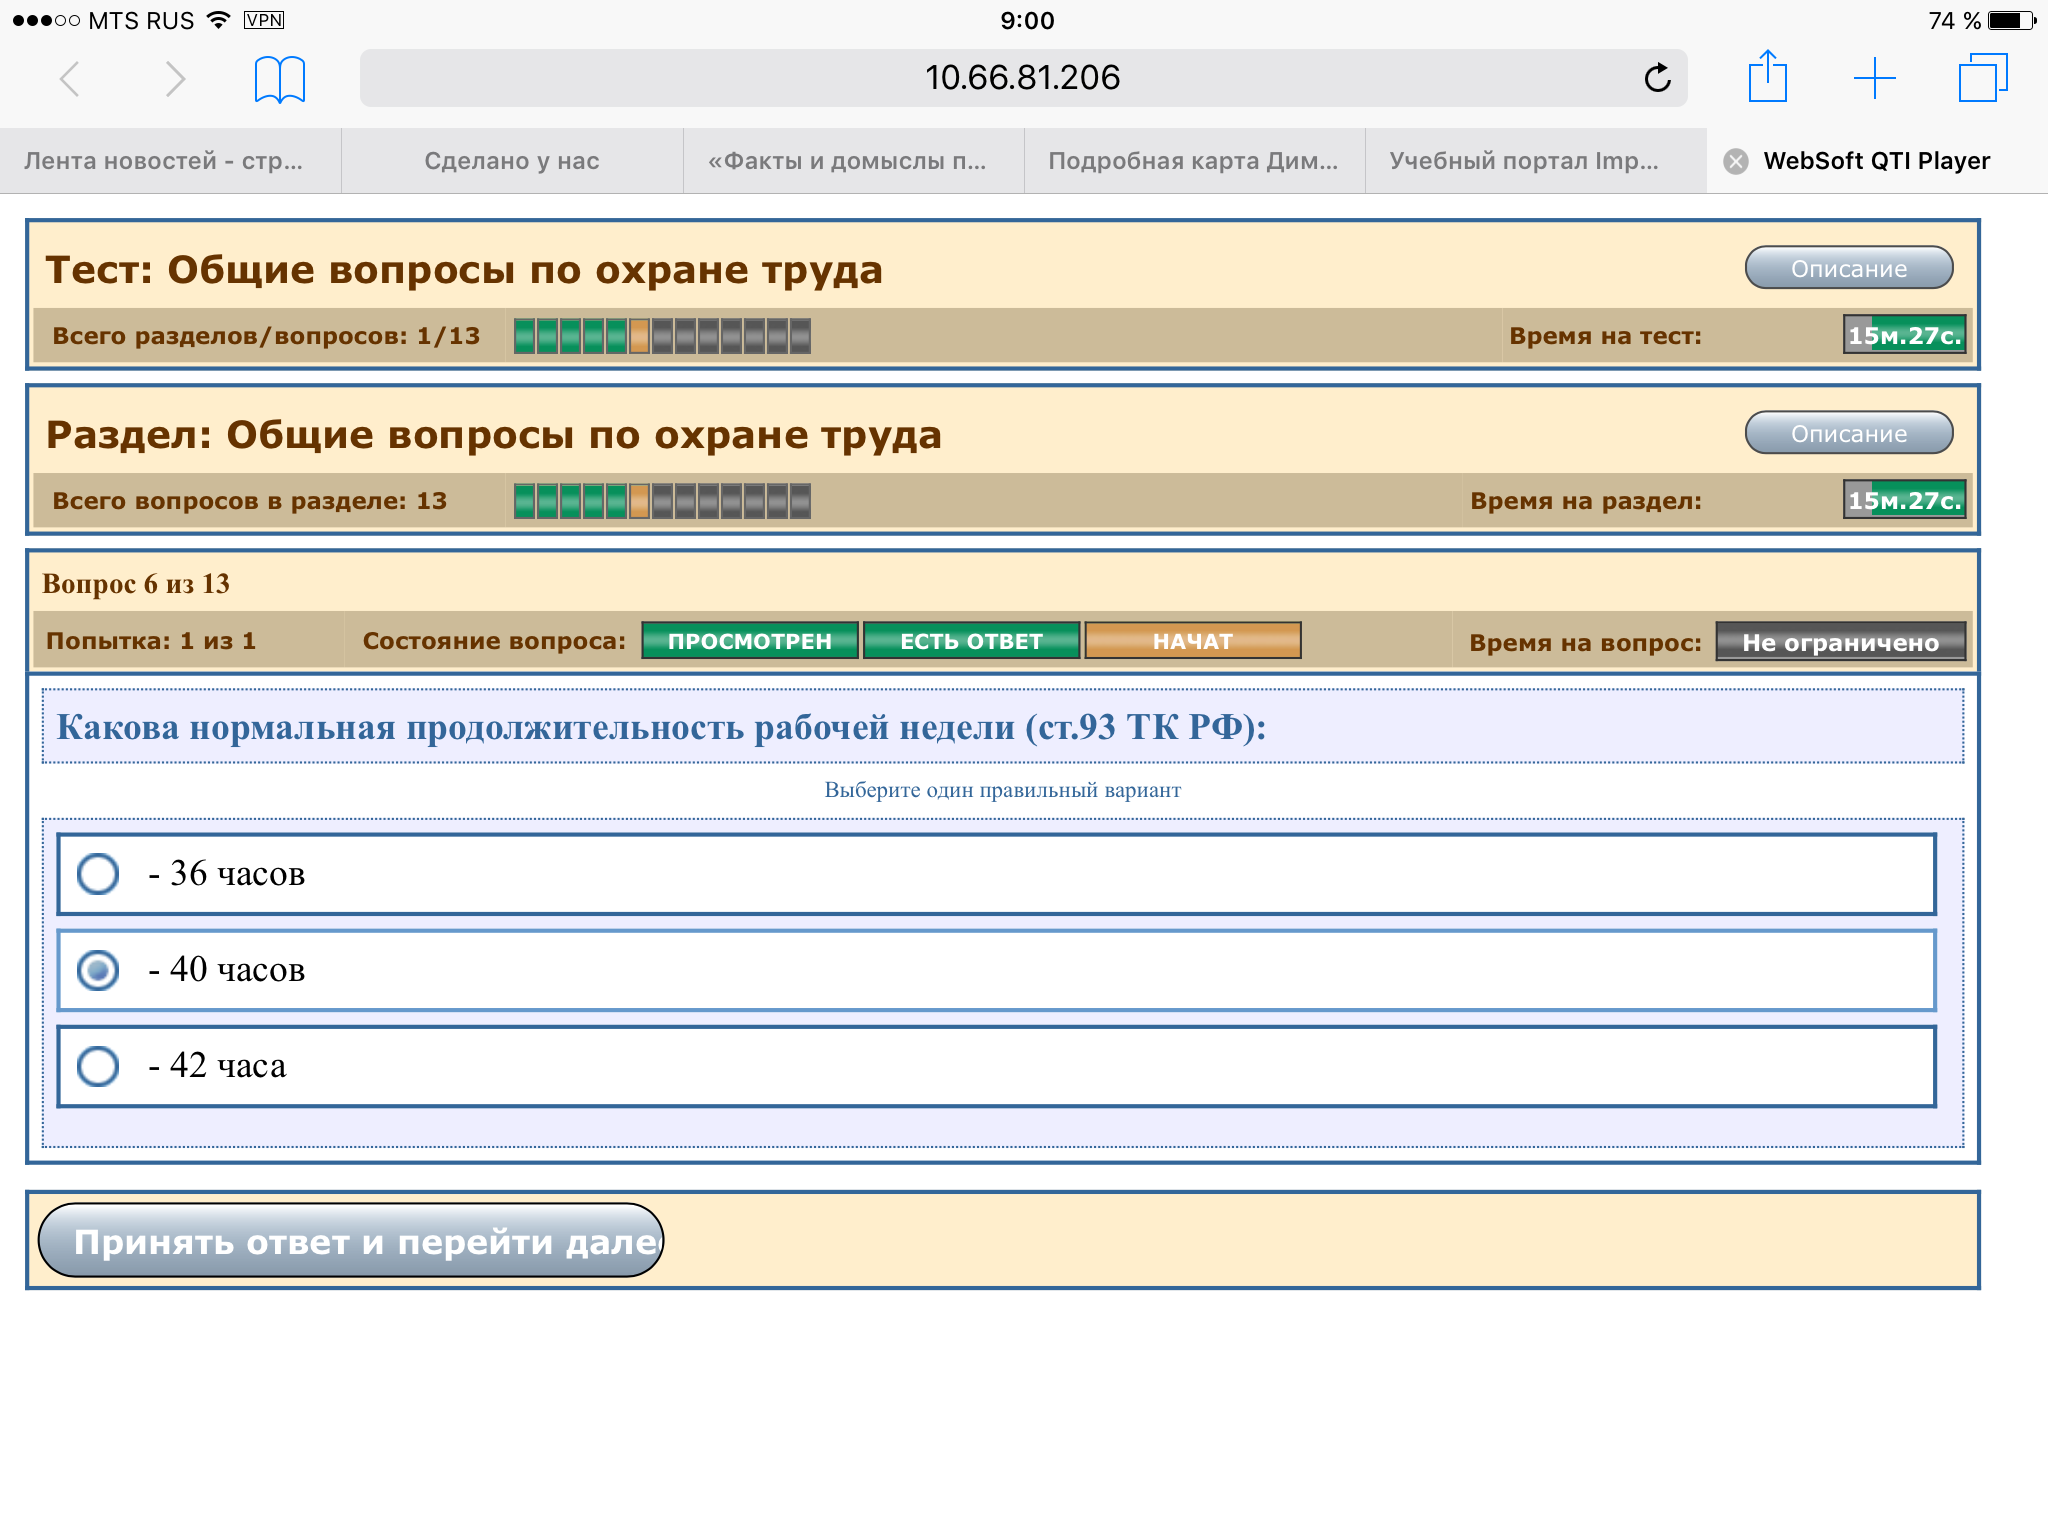 MTS RUS VPN 9:00 74 %
10.66.81.206
Лента новостей - стр... Сделано у нас «Факты и домыслы п... Подробная карта Дим... Учебный портал Imp... WebSoft QTI Player
Тест: Общие вопросы по охране труда Описание
Всего разделов/вопросов: 1/13 Время на тест: 15м.27с.
Раздел: Общие вопросы по охране труда Описание
Всего вопросов в разделе: 13 Время на раздел: 15м.27с.
Вопрос 6 из 13
Попытка: 1 из 1 Состояние вопроса: ПРОСМОТРЕН ЕСТЬ ОТВЕТ НАЧАТ Время на вопрос: Не ограничено
Какова нормальная продолжительность рабочей недели (ст.93 ТК РФ):
Выберите один правильный вариант
- 36 часов
- 40 часов
- 42 часа
Принять ответ и перейти дале